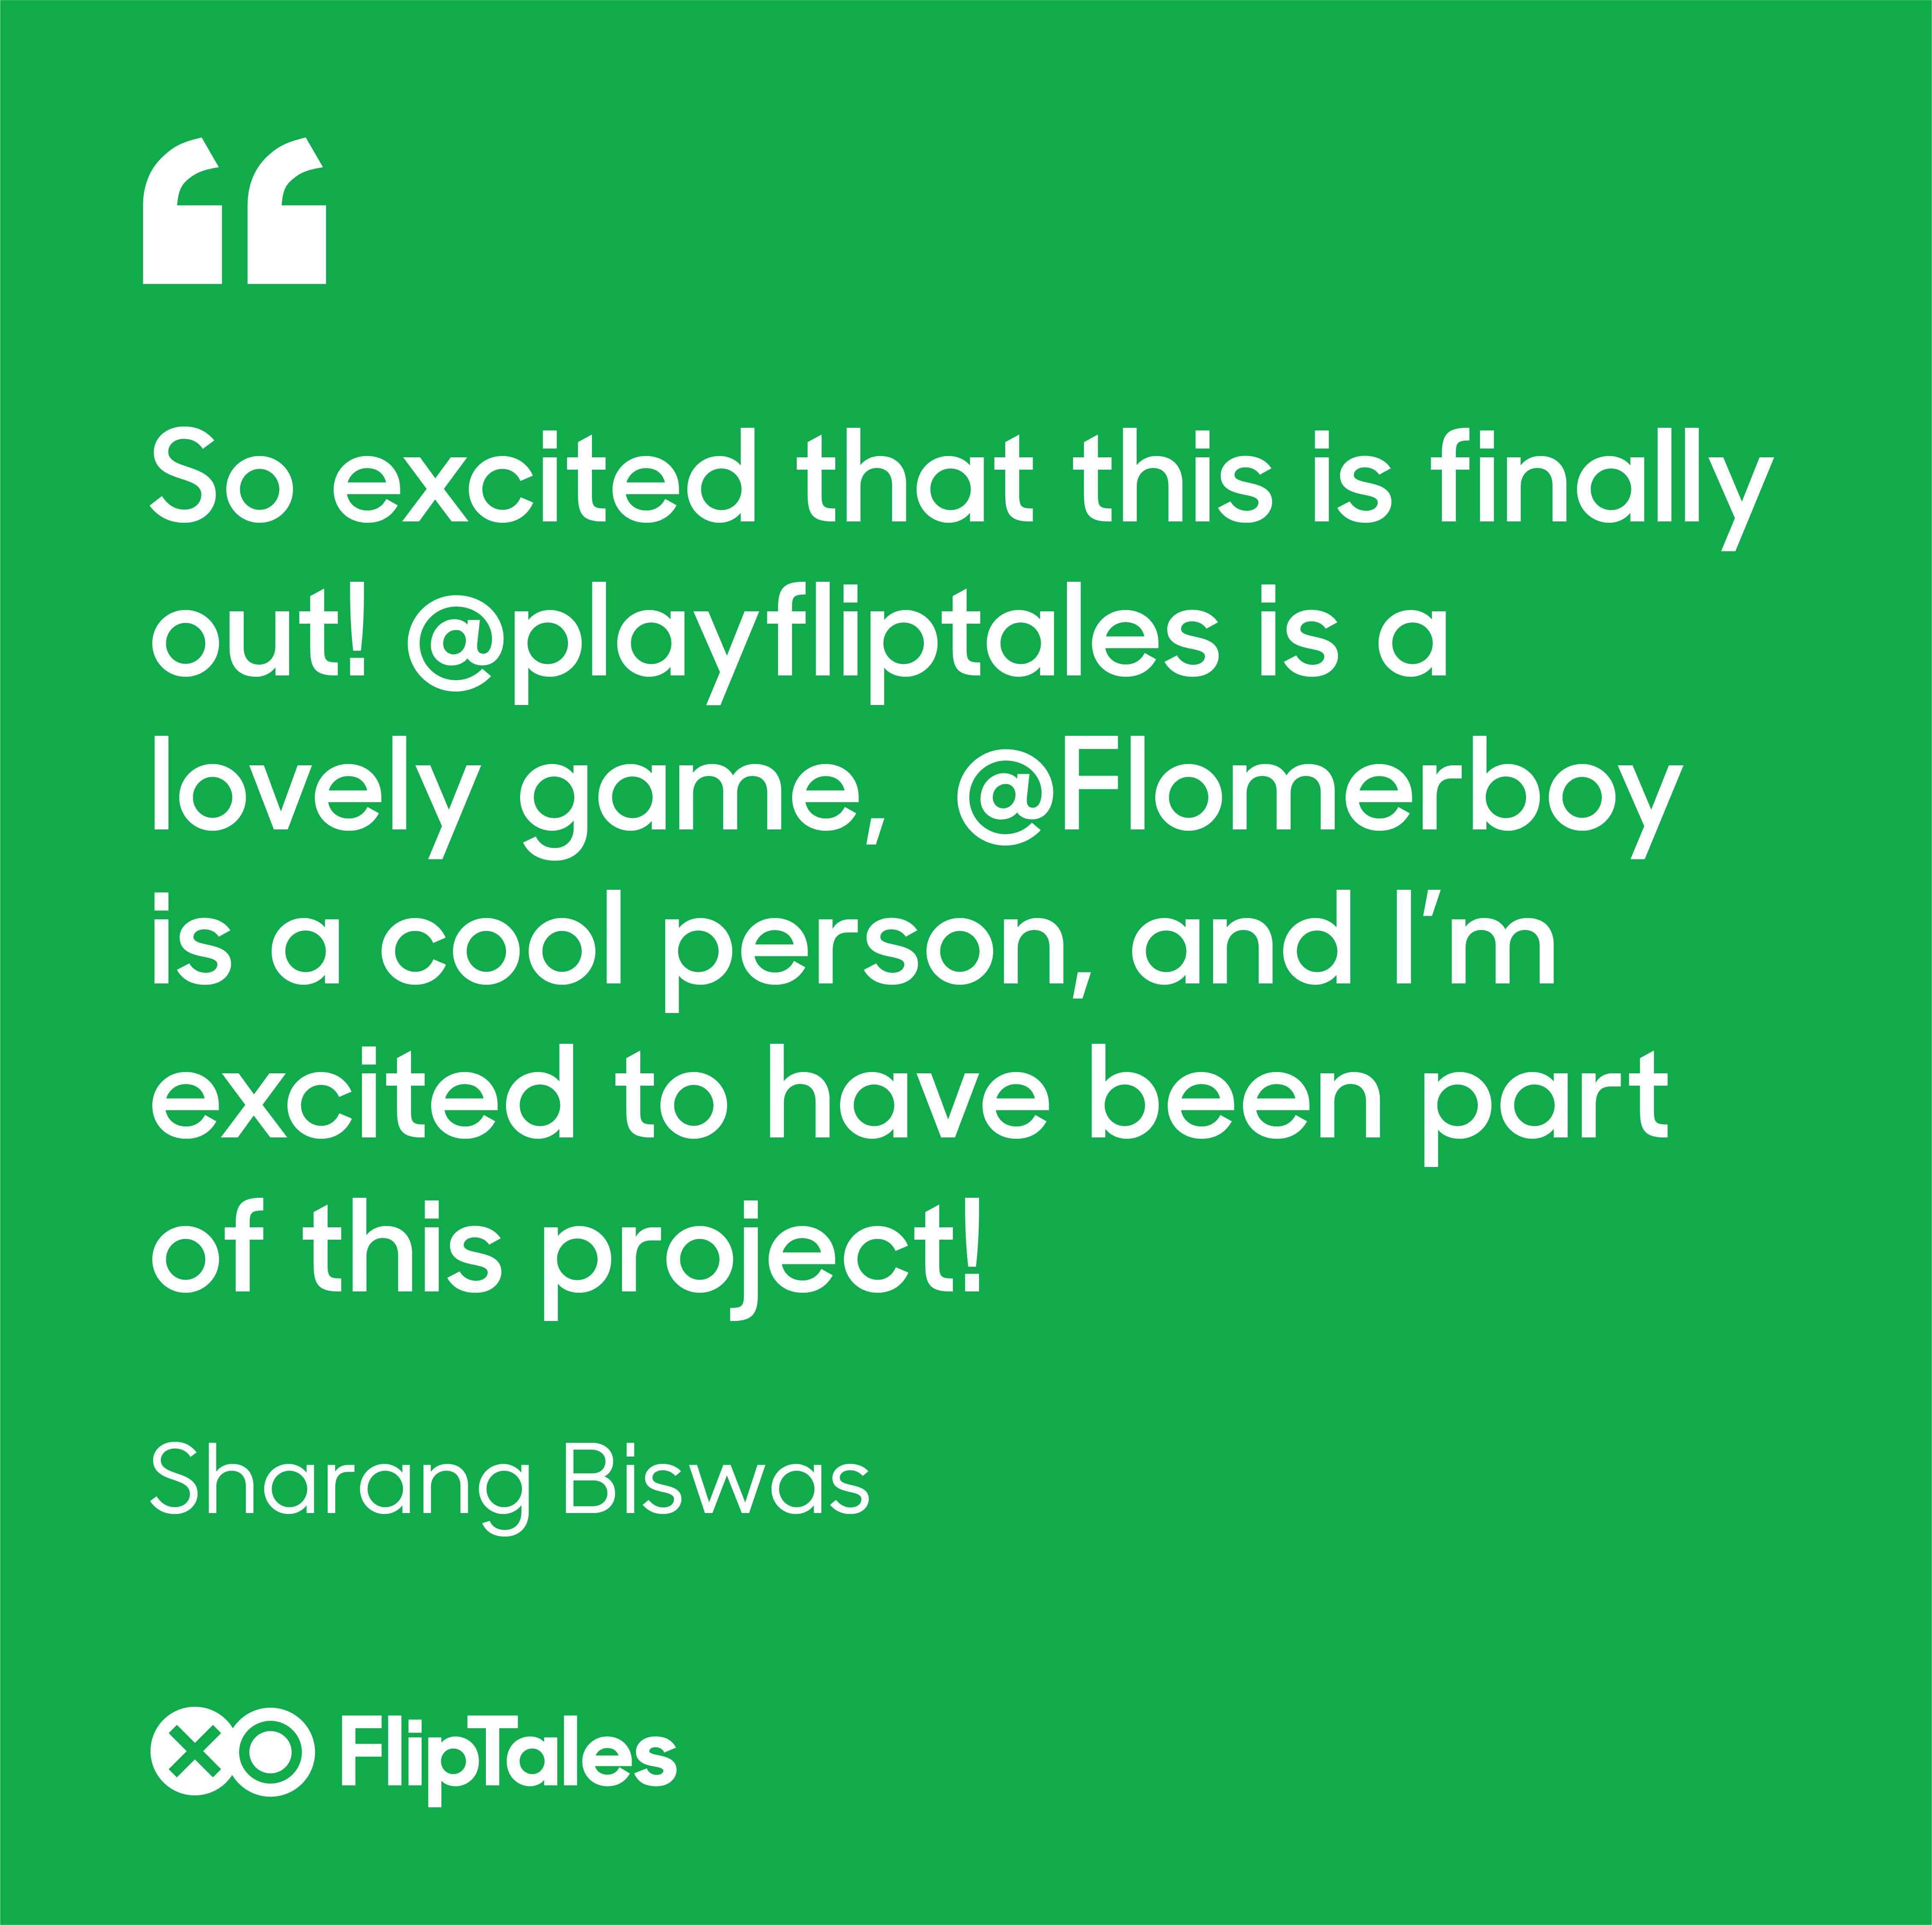 “
So excited that this is finally
out! @playfliptales is a
lovely game, @Flomerboy
is a cool person, and I’m
excited to have been part
of this project!
Sharang Biswas
XO FlipTales